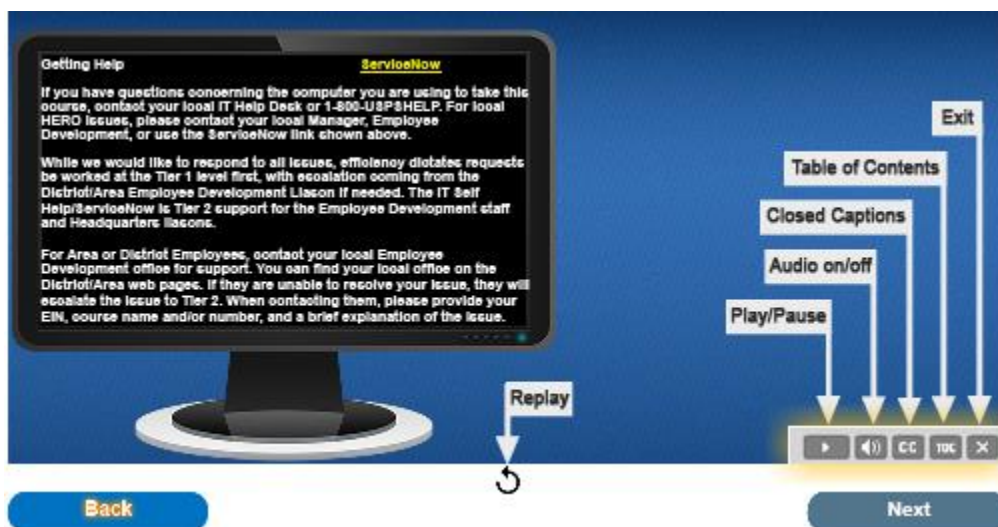 Getting Help ServiceNow
If you have questions concerning the computer you are using to take this
course, contact your local IT Help Desk or 1-800-USPSHELP. For local
HERO Issues, please contact your local Manager, Employee
Development, or use the ServiceNow link shown above.
While we would like to respond to all issues, efficiency dictates requests
be worked at the Tier 1 level first, with escalation coming from the
District/Area Employee Development Liason if needed. The IT Self
Help/ServiceNow is Tier 2 support for the Employee Development staff
and Headquarters liasons.
For Area or District Employees, contact your local Employee
Development office for support. You can find your local office on the
District/Area web pages. If they are unable to resolve your issue, they will
escalate the issue to Tier 2. When contacting them, please provide your
EIN, course name and/or number, and a brief explanation of the issue.
Exit
Table of Contents
Closed Captions
Audio on/off
Play/Pause
Replay
CC TOC
Back
Next